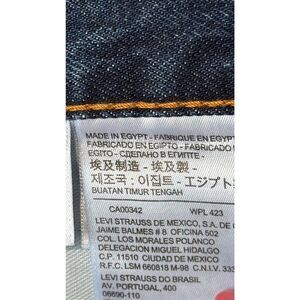 MADE IN EGYPT - FABRIQUE EN EGYPT
FABRICADO EN EGIPTO - FABRICADO
EGITO - СДЕЛАНО В ЕГИПТЕ -
埃及制造 - 埃及製 -
제조국 : 이집트 - エジプト
BUATAN TIMUR TENGAH
CA00342 WPL 423
LEVI STRAUSS DE MEXICO, S.A. DE
JAIME BALMES # 8 OFICINA 502
COL. LOS MORALES POLANCO
DELEGACION MIGUEL HIDALGO
C.P. 11510 CIUDAD DE MEXICO
R.F.C. LSM 660818 M-98 C.N.I.V. 333
LEVI STRAUSS DO BRASIL
AV. PORTUGAL, 400
06690-110